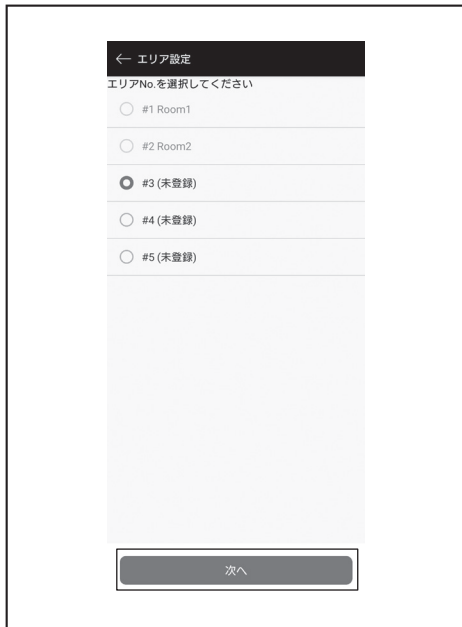 ← エリア設定
エリアNo.を選択してください
#1 Room1
#2 Room2
#3 (未登録)
#4 (未登録)
#5 (未登録)
次へ